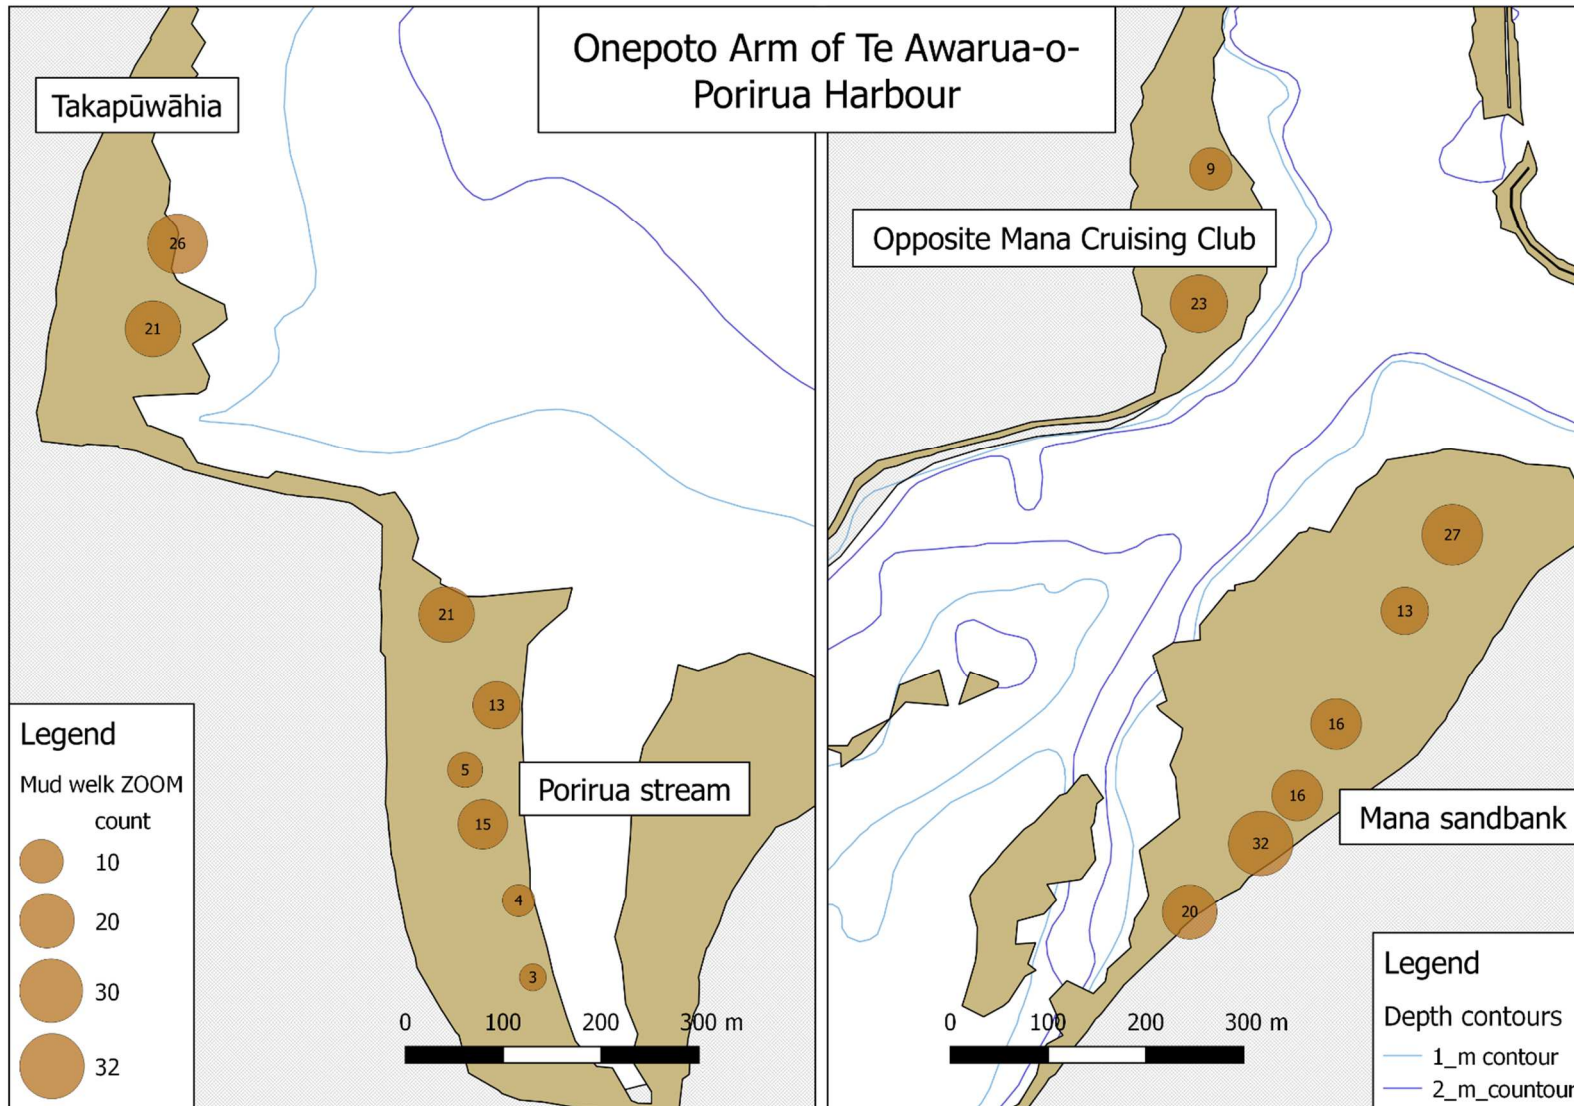 Onepoto Arm of Te Awarua-o-
Porirua Harbour
Takapūwāhia
26
21
21
13
5
15
4
3
Porirua stream
Legend
Mud welk ZOOM
count
10
20
30
32
0 100 200 300 m
9
Opposite Mana Cruising Club
23
27
13
16
16
32
20
Mana sandbank
0 100 200 300 m
Legend
Depth contours
1_m contour
2_m_countour